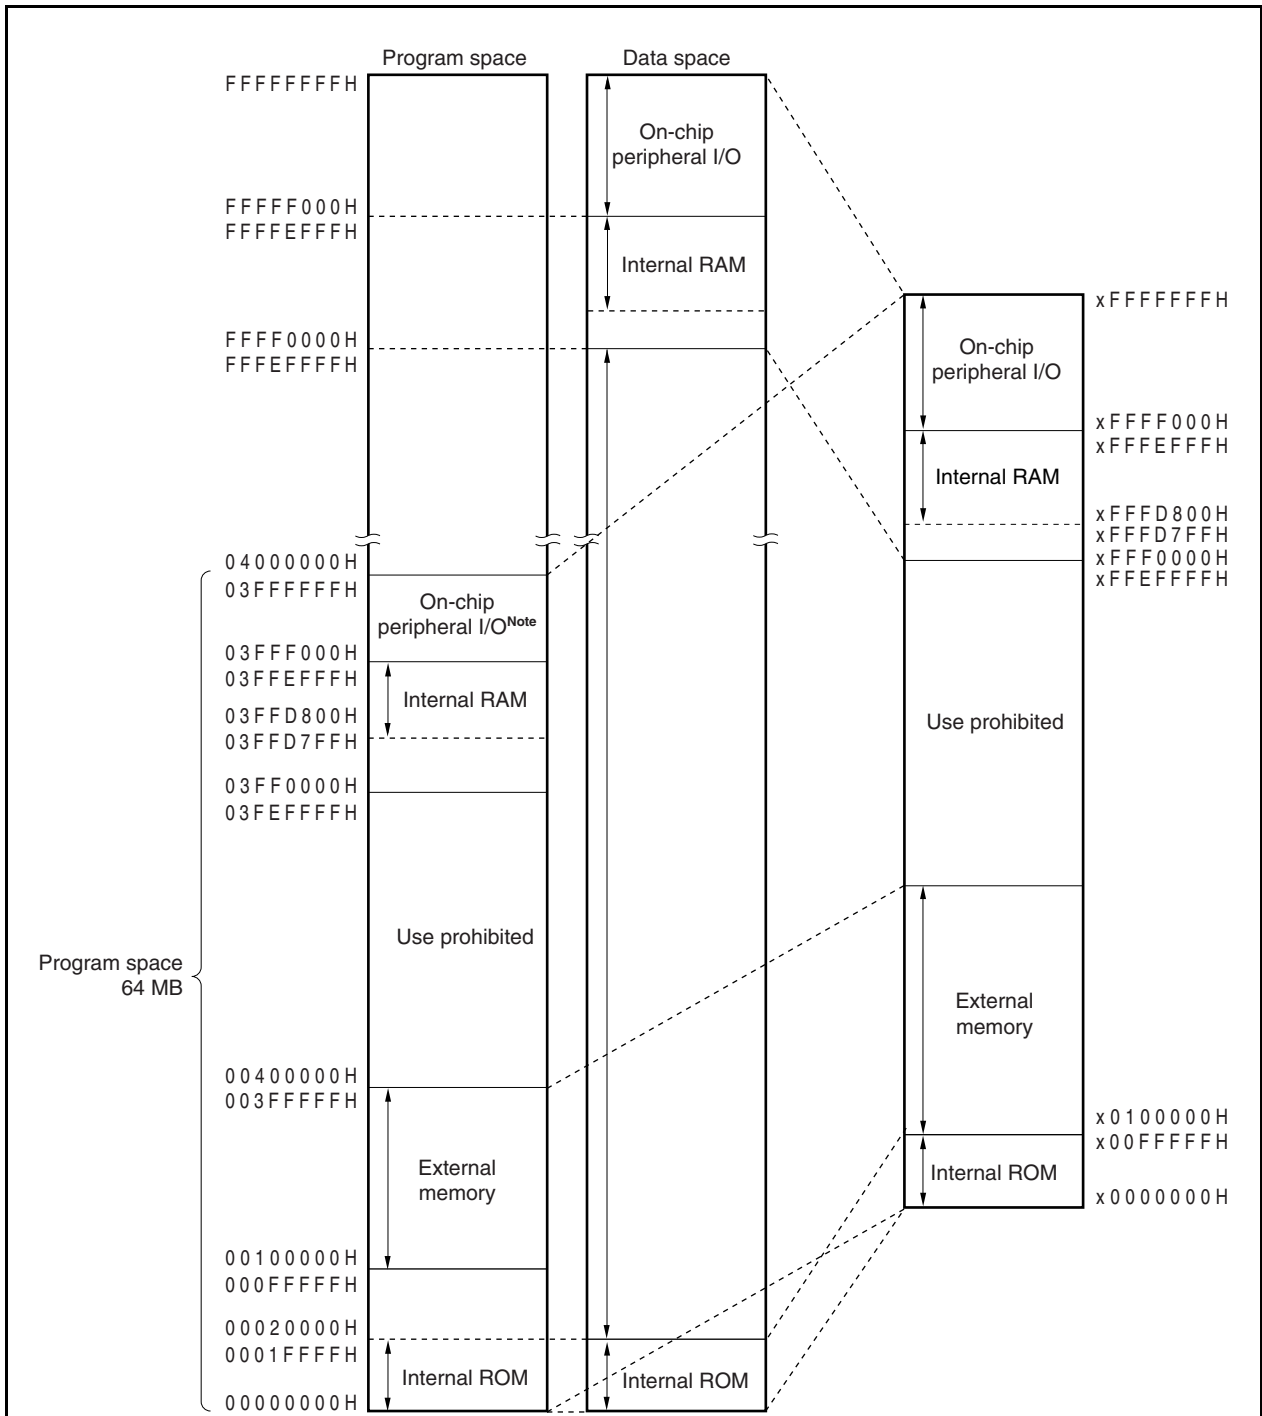 Program space
Data space
FFFFFFFFH
On-chip
peripheral I/O
FFFFF000H
FFFFEFFFH
Internal RAM
FFFF0000H
FFFEFFFFH
xFFFFFFFH
On-chip
peripheral I/O
xFFFF000H
xFFFEFFFH
Internal RAM
xFFFD800H
xFFFD7FFH
xFFF0000H
xFFEFFFFH
04000000H
03FFFFFFH
On-chip
peripheral I/ONote
03FFF000H
03FFEFFFH
Internal RAM
03FFD800H
03FFD7FFH
03FF0000H
03FEFFFFH
Use prohibited
Use prohibited
Program space
64 MB
External
memory
00400000H
003FFFFFH
x0100000H
x00FFFFFH
External
memory
Internal ROM
x0000000H
00100000H
000FFFFFH
00020000H
0001FFFFH
Internal ROM
Internal ROM
00000000H